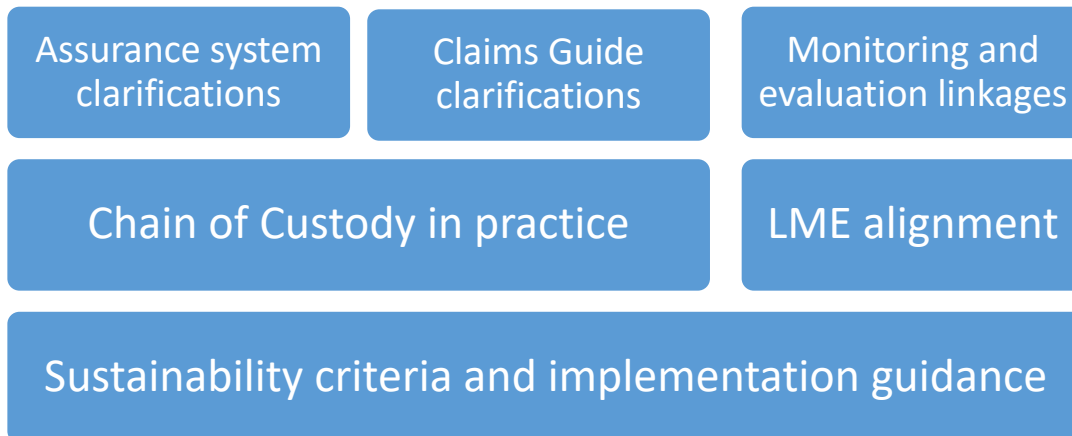 Assurance system
clarifications
Claims Guide
clarifications
Monitoring and
evaluation linkages
Chain of Custody in practice
LME alignment
Sustainability criteria and implementation guidance